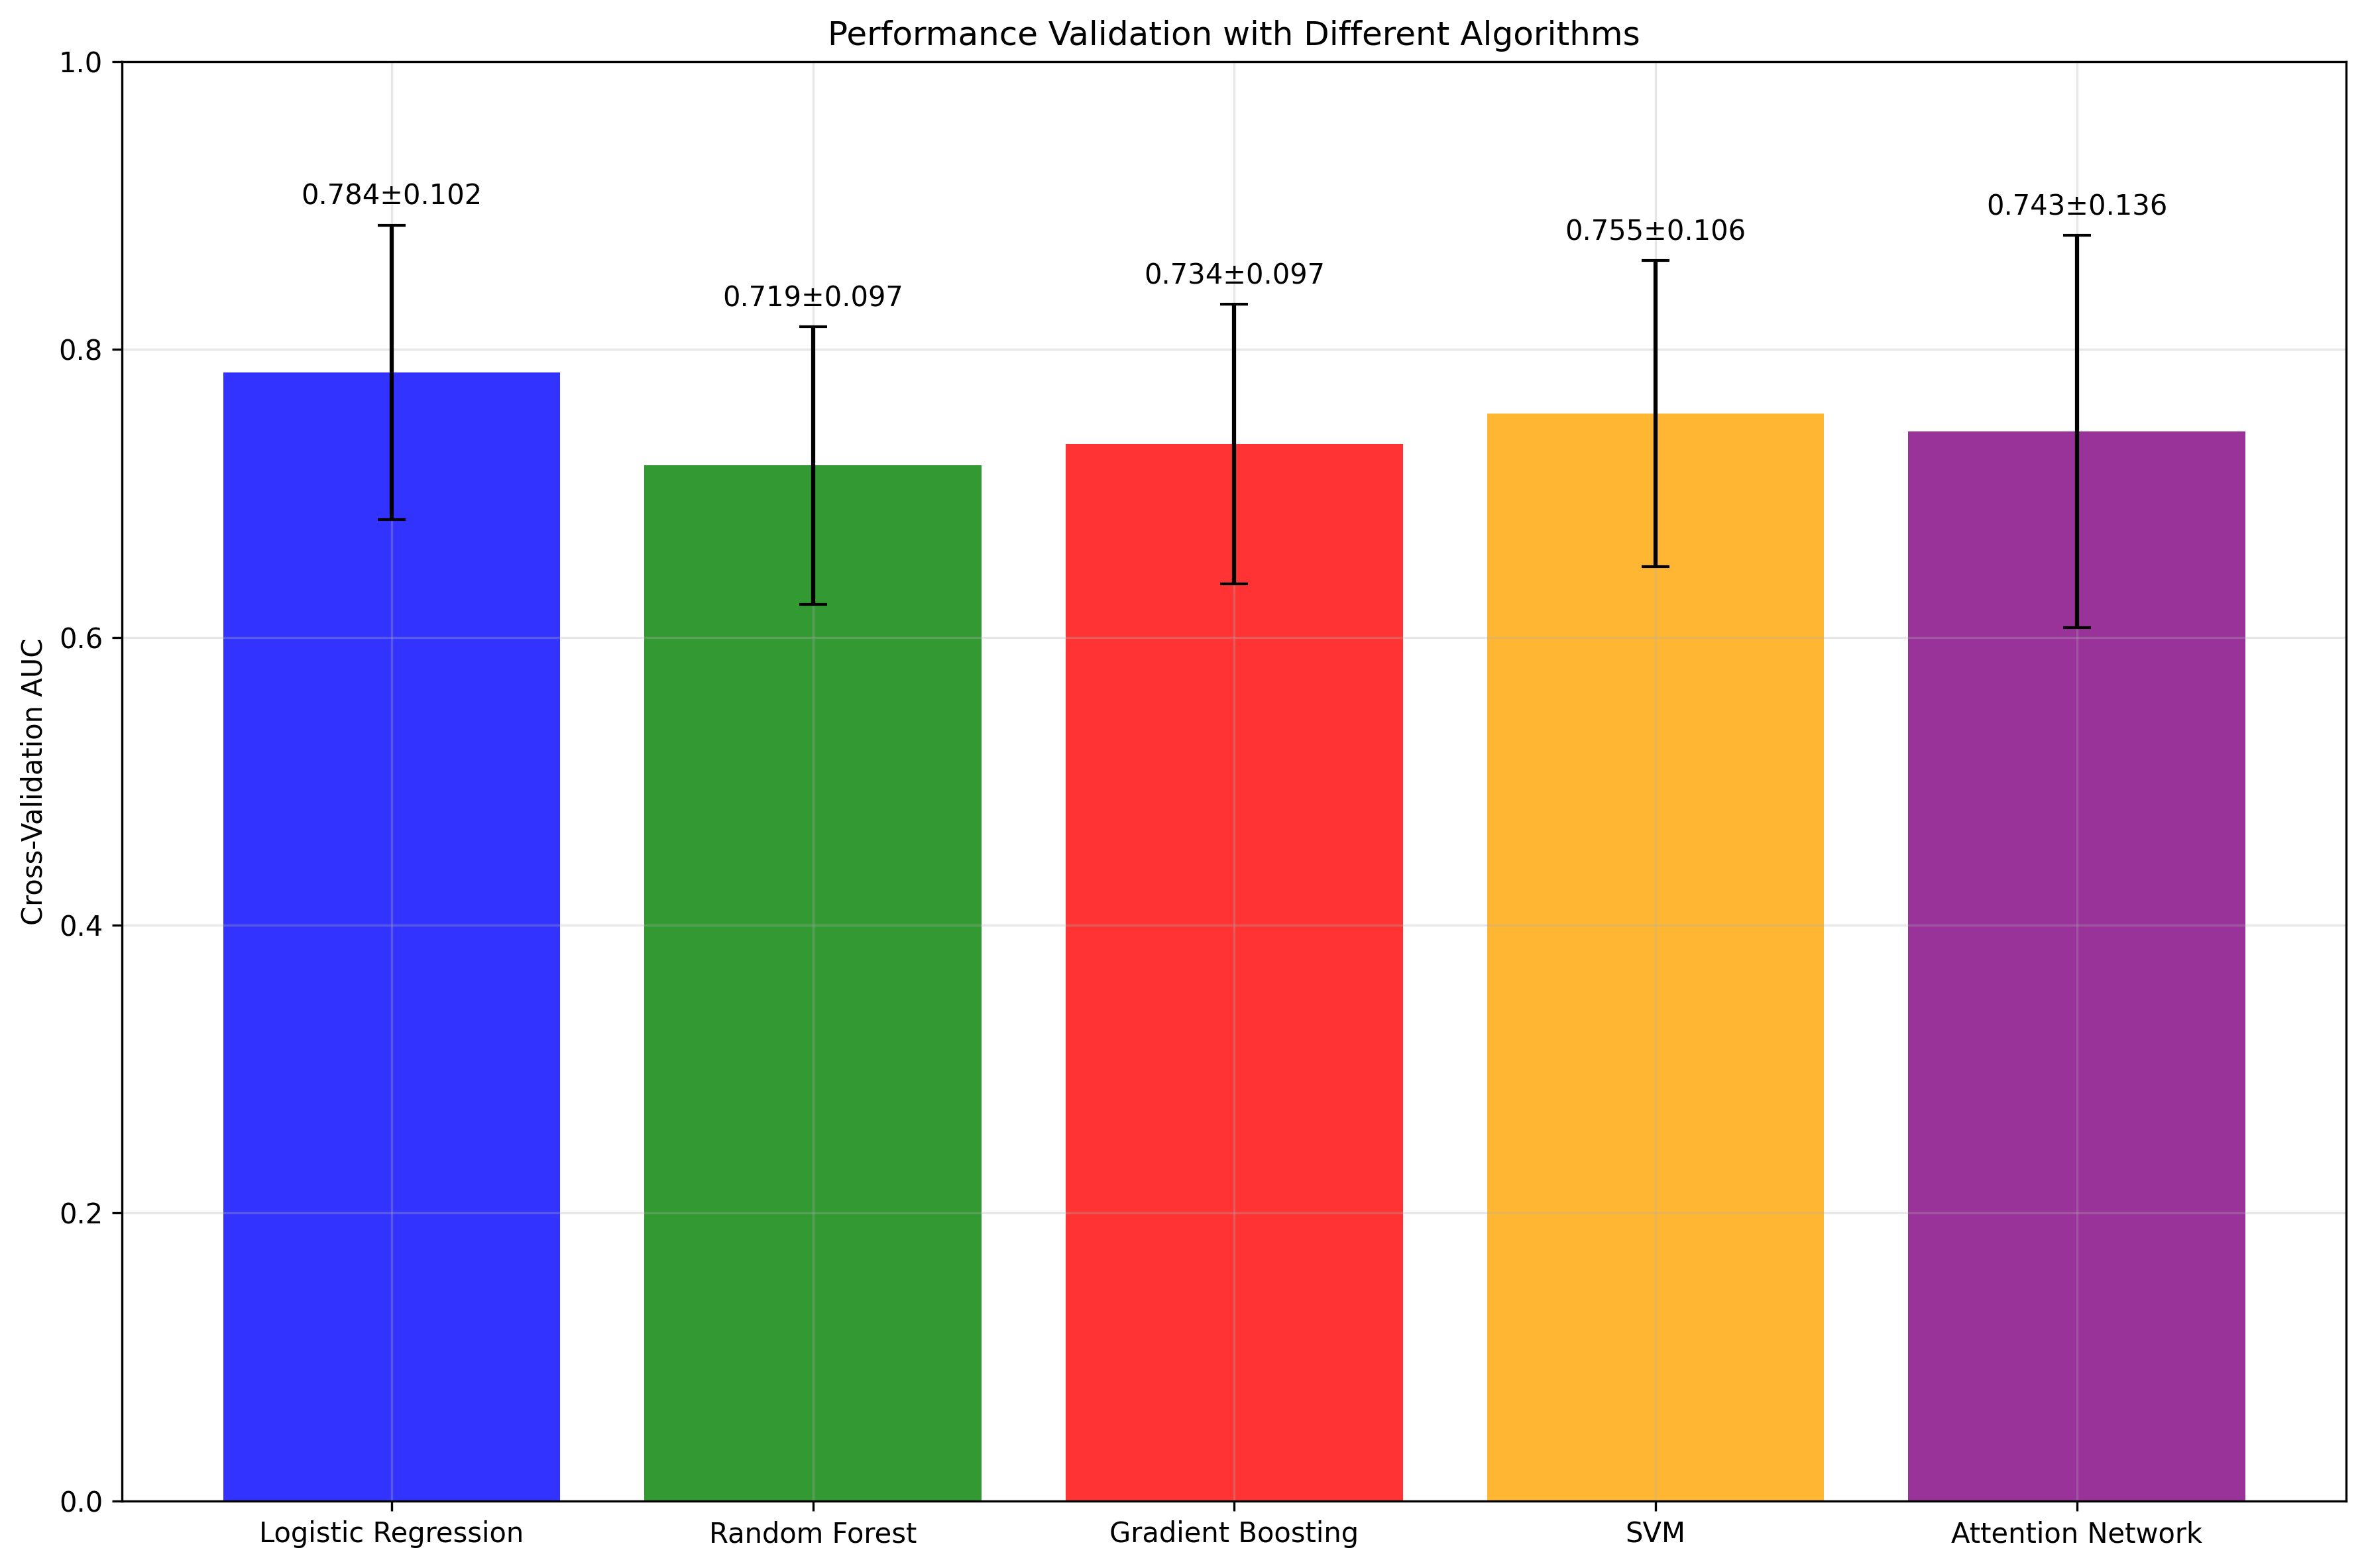 Performance Validation with Different Algorithms
Cross-Validation AUC
1.0
0.8
0.6
0.4
0.2
0.0
0.784±0.102
0.719±0.097
0.734±0.097
0.755±0.106
0.743±0.136
Logistic Regression
Random Forest
Gradient Boosting
SVM
Attention Network